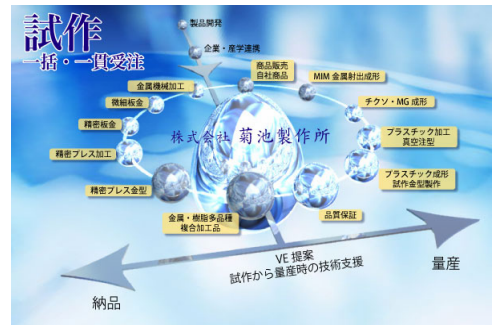 試作
一括・一貫受注
製品開発
企業・産学連携
商品販売
自社商品
金属機械加工
MIM 金属射出成形
微細板金
チクソ・MG 成形
精密板金
プラスチック加工
真空注型
株式会社 菊池製作所
精密プレス加工
プラスチック成形
試作金型製作
精密プレス金型
金属・樹脂多品種
複合加工品
品質保証
VE 提案
試作から量産時の技術支援
納品
量産